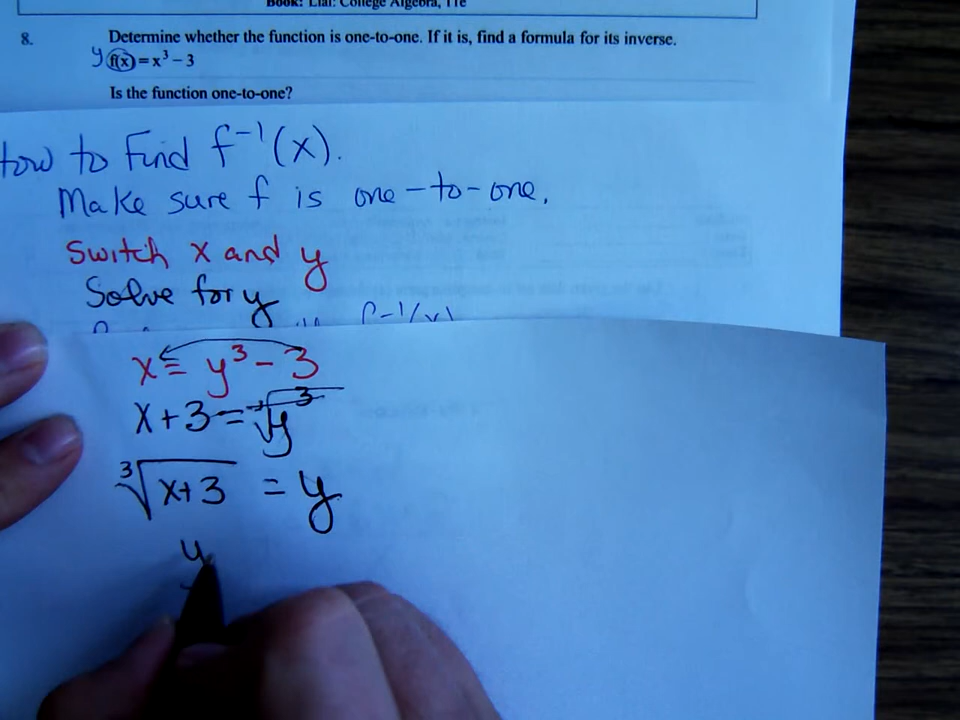 Book: Lial: College Algebra, 11e
8. Determine whether the function is one-to-one. If it is, find a formula for its inverse.
y f(x) = x³ – 3
Is the function one-to-one?
How to Find f⁻¹(x).
Make sure f is one-to-one.
Switch x and y
Solve for y
f⁻¹(x)
x = y³ – 3
x + 3 = ∛y³
∛x+3 = y
y